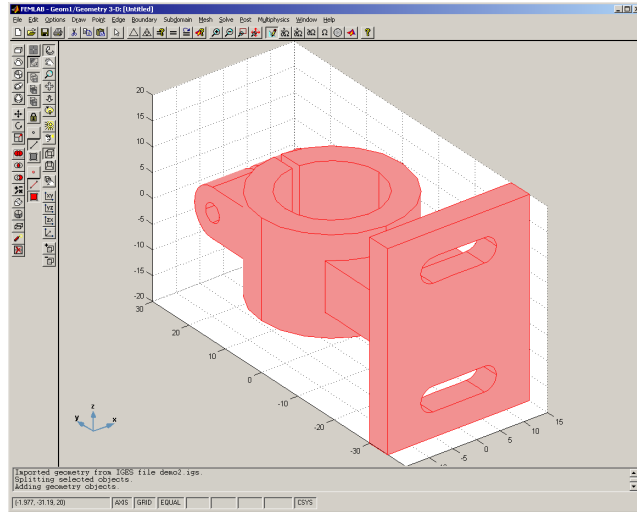 FEMLAB - Geom1/Geometry 3-D: [Untitled]
File Edit Options Draw Point Edge Boundary Subdomain Mesh Solve Post Multiphysics Window Help
20
15
10
5
0
-5
-10
-15
-20
30
20
10
0
-10
-20
-30
-10
-5
0
5
10
15
z
y
x
Imported geometry from IGES file demo2.igs.
Splitting selected objects.
Adding geometry objects.
(-1.977, -31.19, 20) AXIS GRID EQUAL CSYS